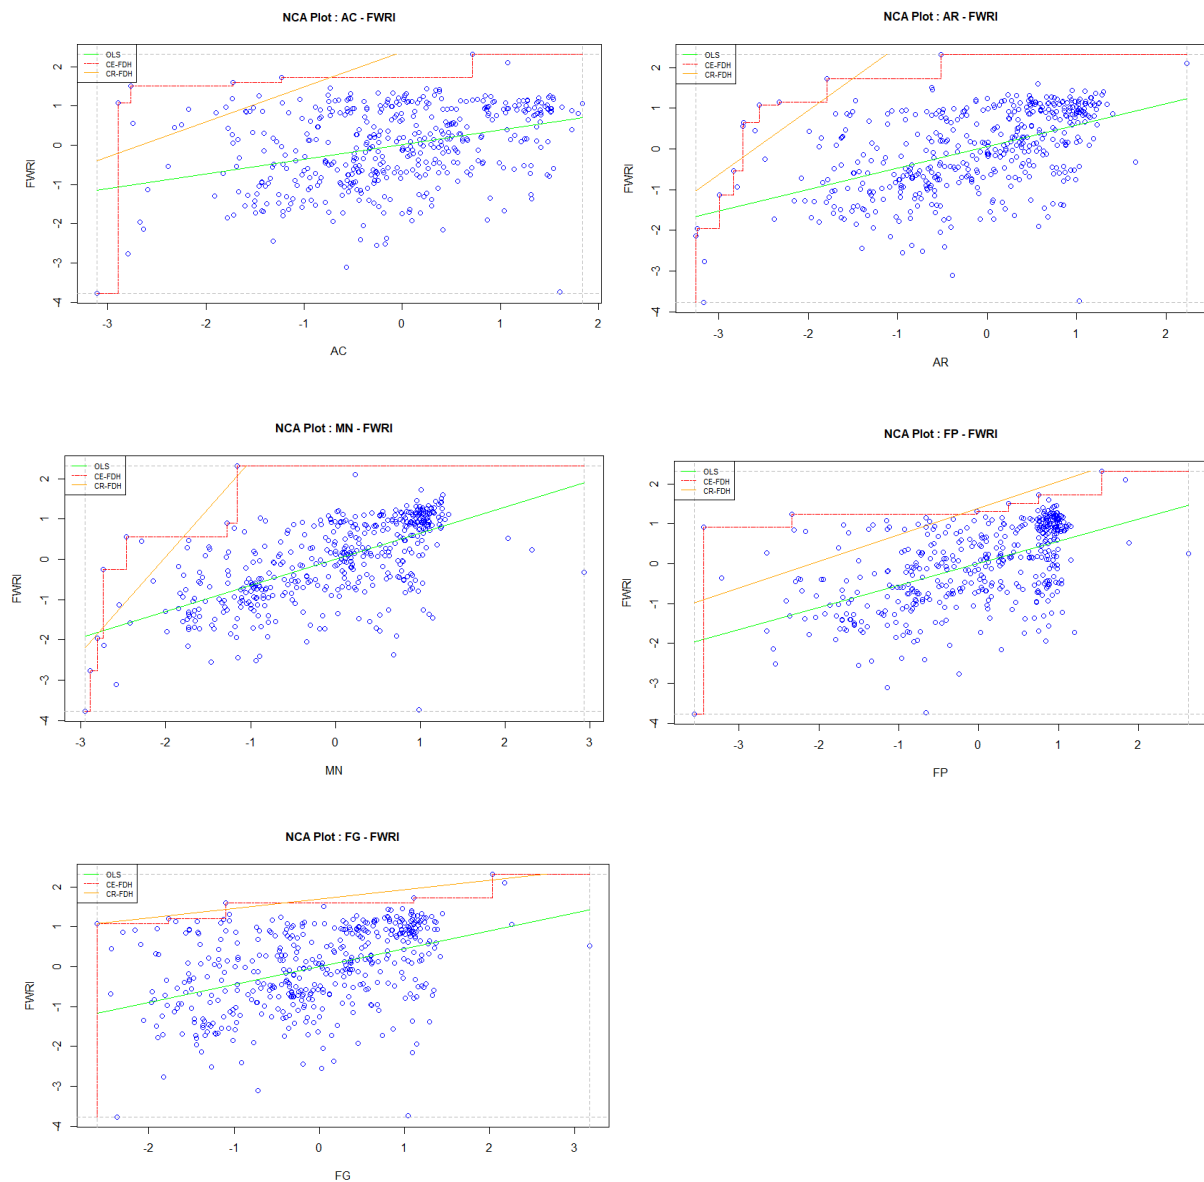 NCA Plot : AC - FWRI
OLS
CE-FDH
CR-FDH
2
1
0
-1
-2
-3
-4
FWRI
-3 -2 -1 0 1 2
AC
NCA Plot : AR - FWRI
OLS
CE-FDH
CR-FDH
2
1
0
-1
-2
-3
-4
FWRI
-3 -2 -1 0 1 2
AR
NCA Plot : MN - FWRI
OLS
CE-FDH
CR-FDH
2
1
0
-1
-2
-3
-4
FWRI
-3 -2 -1 0 1 2 3
MN
NCA Plot : FP - FWRI
OLS
CE-FDH
CR-FDH
2
1
0
-1
-2
-3
-4
FWRI
-3 -2 -1 0 1 2
FP
NCA Plot : FG - FWRI
OLS
CE-FDH
CR-FDH
2
1
0
-1
-2
-3
-4
FWRI
-2 -1 0 1 2 3
FG